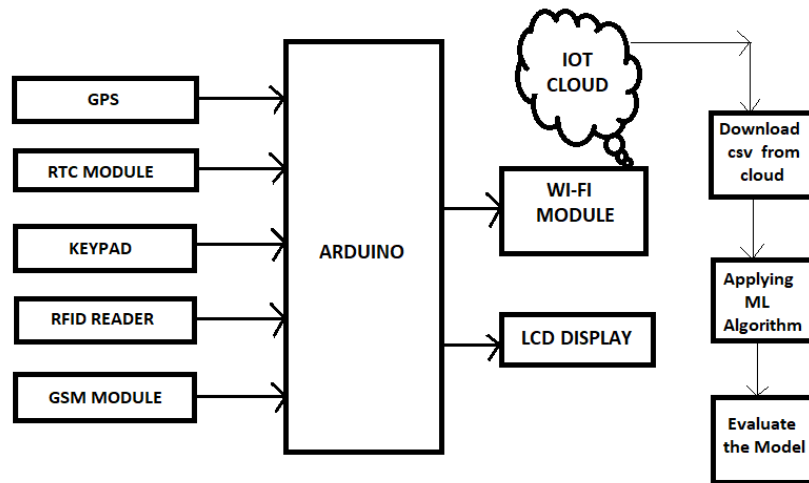 GPS
RTC MODULE
KEYPAD
RFID READER
GSM MODULE
ARDUINO
IOT
CLOUD
WI-FI
MODULE
LCD DISPLAY
Download
csv from
cloud
Applying
ML
Algorithm
Evaluate
the Model